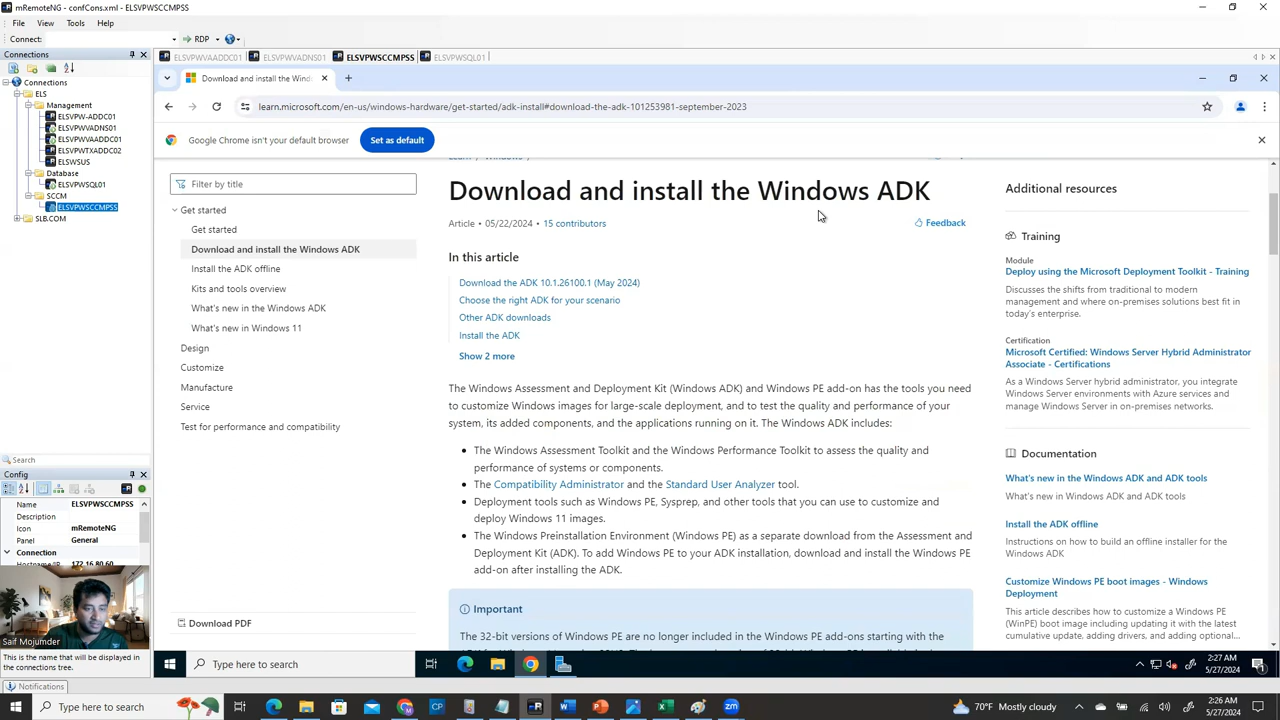 mRemoteNG - confCons.xml - ELSVPWSCCMPSS
File View Tools Help
Connect: RDP
Connections
Connections
ELS
Management
ELSVPW-ADDC01
ELSVPWVADNS01
ELSVPWVAADDC01
ELSVPWTXADDC02
ELSWSUS
Database
ELSVPWSQL01
SCCM
ELSVPWSCCMPSS
SLB.COM
Search
Config
Name ELSVPWSCCMPSS
Description
Icon mRemoteNG
Panel General
Connection
Hostname/IP 172.16.80.60
Saif Mojumder
This is the name that will be displayed in the connections tree.
Notifications
ELSVPWVAADDC01 ELSVPWVADNS01 ELSVPWSCCMPSS ELSVPWSQL01
Download and install the Wind
learn.microsoft.com/en-us/windows-hardware/get-started/adk-install#download-the-adk-101253981-september-2023
Google Chrome isn't your default browser Set as default
Learn Windows
Filter by title
Get started
Get started
Download and install the Windows ADK
Install the ADK offline
Kits and tools overview
What's new in the Windows ADK
What's new in Windows 11
Design
Customize
Manufacture
Service
Test for performance and compatibility
Download PDF
Download and install the Windows ADK
Article • 05/22/2024 • 15 contributors Feedback
In this article
Download the ADK 10.1.26100.1 (May 2024)
Choose the right ADK for your scenario
Other ADK downloads
Install the ADK
Show 2 more
The Windows Assessment and Deployment Kit (Windows ADK) and Windows PE add-on has the tools you need
to customize Windows images for large-scale deployment, and to test the quality and performance of your
system, its added components, and the applications running on it. The Windows ADK includes:
• The Windows Assessment Toolkit and the Windows Performance Toolkit to assess the quality and
performance of systems or components.
• The Compatibility Administrator and the Standard User Analyzer tool.
• Deployment tools such as Windows PE, Sysprep, and other tools that you can use to customize and
deploy Windows 11 images.
• The Windows Preinstallation Environment (Windows PE) as a separate download from the Assessment and
Deployment Kit (ADK). To add Windows PE to your ADK installation, download and install the Windows PE
add-on after installing the ADK.
Important
The 32-bit versions of Windows PE are no longer included in the Windows PE add-ons starting with the
Additional resources
Training
Module
Deploy using the Microsoft Deployment Toolkit - Training
Discusses the shifts from traditional to modern
management and where on-premises solutions best fit in
today's enterprise.
Certification
Microsoft Certified: Windows Server Hybrid Administrator
Associate - Certifications
As a Windows Server hybrid administrator, you integrate
Windows Server environments with Azure services and
manage Windows Server in on-premises networks.
Documentation
What's new in the Windows ADK and ADK tools
What's new in Windows ADK and ADK tools
Install the ADK offline
Instructions on how to build an offline installer for the
Windows ADK
Customize Windows PE boot images - Windows
Deployment
This article describes how to customize a Windows PE
(WinPE) boot image including updating it with the latest
cumulative update, adding drivers, and adding optional...
Type here to search
2:27 AM
5/27/2024
Type here to search
70°F Mostly cloudy
2:26 AM
5/27/2024